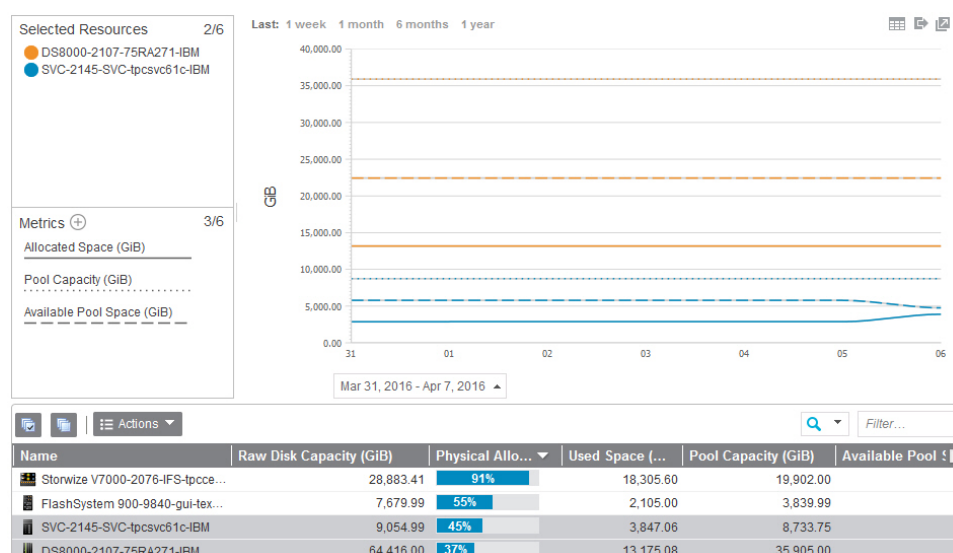 Selected Resources 2/6
DS8000-2107-75RA271-IBM
SVC-2145-SVC-tpcsvc61c-IBM
Metrics 3/6
Allocated Space (GiB)
Pool Capacity (GiB)
Available Pool Space (GiB)
Last: 1 week 1 month 6 months 1 year
40,000.00
35,000.00
30,000.00
25,000.00
20,000.00
15,000.00
10,000.00
5,000.00
0.00
GiB
31 01 02 03 04 05 06
Mar 31, 2016 - Apr 7, 2016
Actions
Filter...
Name Raw Disk Capacity (GiB) Physical Allo... Used Space (... Pool Capacity (GiB) Available Pool S
Storwize V7000-2076-IFS-tpcce... 28,883.41 91% 18,305.60 19,902.00
FlashSystem 900-9840-gui-tex... 7,679.99 55% 2,105.00 3,839.99
SVC-2145-SVC-tpcsvc61c-IBM 9,054.99 45% 3,847.06 8,733.75
DS8000-2107-75RA271-IBM 64,416.00 37% 13,175.08 35,905.00